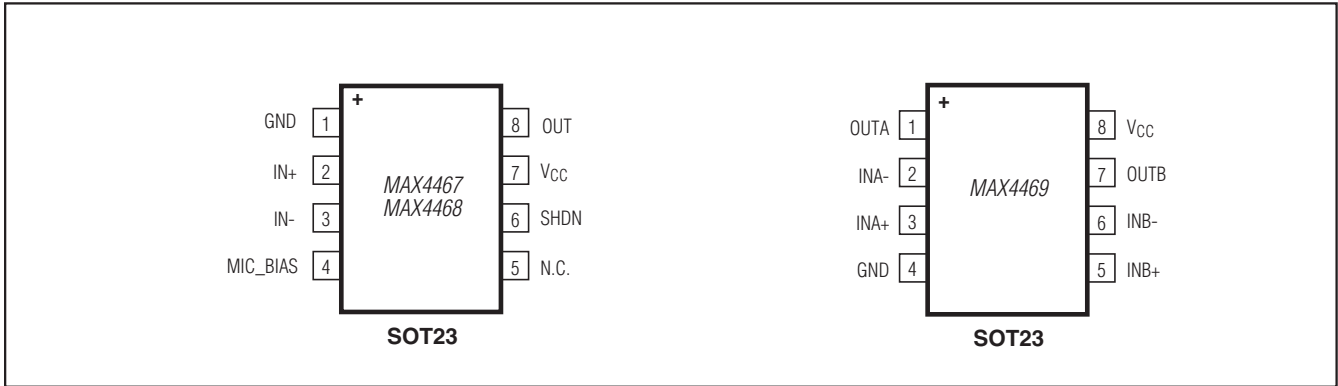 +
GND 1
8 OUT
IN+ 2
7 VCC
MAX4467
MAX4468
IN- 3
6 SHDN
MIC_BIAS 4
5 N.C.
SOT23
+
OUTA 1
8 VCC
INA- 2
7 OUTB
MAX4469
INA+ 3
6 INB-
GND 4
5 INB+
SOT23